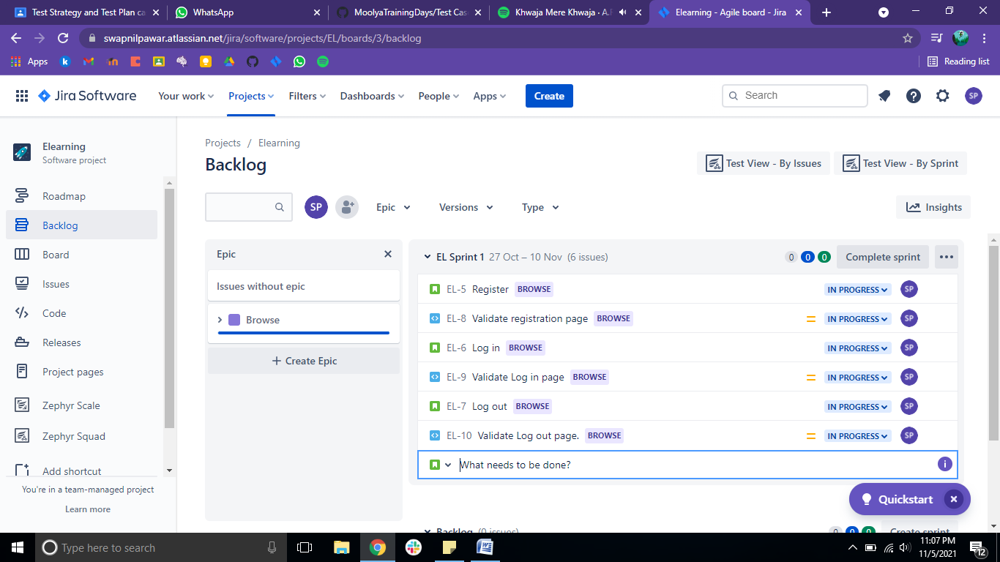 Test Strategy and Test Plan ca
WhatsApp
MoolyaTrainingDays/Test Cas
Khwaja Mere Khwaja · A.R
Elearning - Agile board - Jira
swapnilpawar.atlassian.net/jira/software/projects/EL/boards/3/backlog
Apps
Reading list
Jira Software
Your work
Projects
Filters
Dashboards
People
Apps
Create
Search
SP
Elearning
Software project
Roadmap
Backlog
Board
Issues
Code
Releases
Project pages
Zephyr Scale
Zephyr Squad
Add shortcut
You're in a team-managed project
Learn more
Projects / Elearning
Backlog
Test View - By Issues
Test View - By Sprint
SP
Epic
Versions
Type
Insights
Epic
Issues without epic
Browse
+ Create Epic
EL Sprint 1 27 Oct – 10 Nov (6 issues)
0 0 0
Complete sprint
EL-5 Register BROWSE IN PROGRESS SP
EL-8 Validate registration page BROWSE IN PROGRESS SP
EL-6 Log in BROWSE IN PROGRESS SP
EL-9 Validate Log in page BROWSE IN PROGRESS SP
EL-7 Log out BROWSE IN PROGRESS SP
EL-10 Validate Log out page. BROWSE IN PROGRESS SP
What needs to be done?
Quickstart
Backlog (0 issues)
0 0 0
Create sprint
Type here to search
11:07 PM
11/5/2021
12